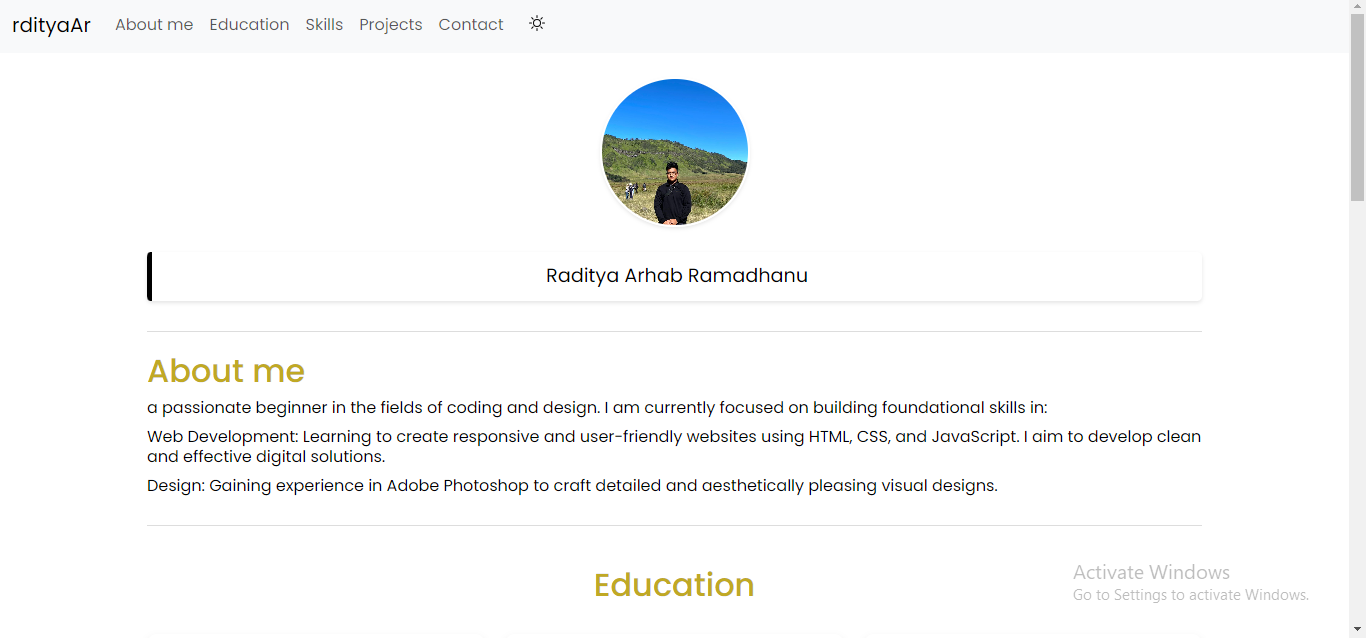 rdityaAr About me Education Skills Projects Contact
Raditya Arhab Ramadhanu
About me
a passionate beginner in the fields of coding and design. I am currently focused on building foundational skills in:
Web Development: Learning to create responsive and user-friendly websites using HTML, CSS, and JavaScript. I aim to develop clean
and effective digital solutions.
Design: Gaining experience in Adobe Photoshop to craft detailed and aesthetically pleasing visual designs.
Education
Activate Windows
Go to Settings to activate Windows.